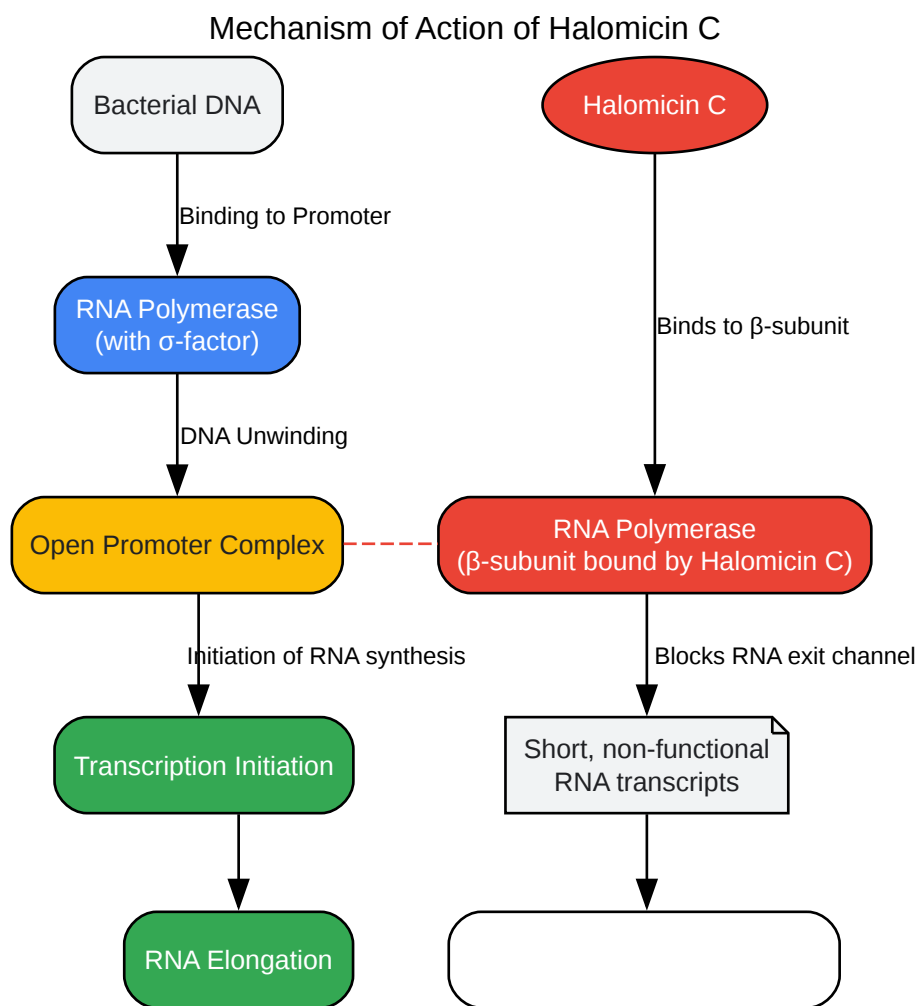 Mechanism of Action of Halomicin C
Bacterial DNA
Halomicin C
Binding to Promoter
RNA Polymerase
(with σ-factor)
Binds to β-subunit
DNA Unwinding
Open Promoter Complex
RNA Polymerase
(β-subunit bound by Halomicin C)
Initiation of RNA synthesis
Blocks RNA exit channel
Transcription Initiation
Short, non-functional
RNA transcripts
RNA Elongation